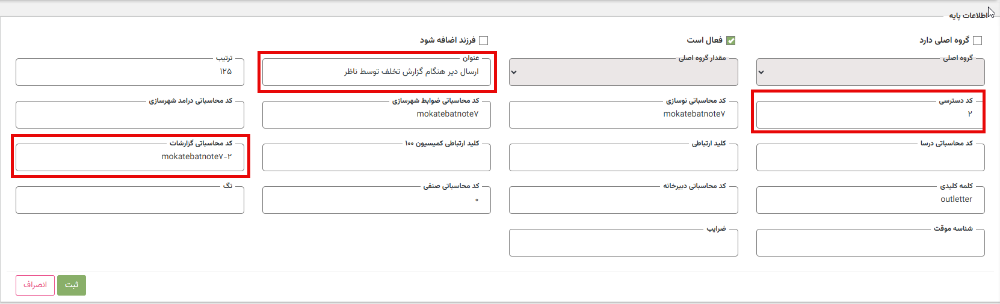 اطلاعات پایه
گروه اصلی دارد
فعال است
فرزند اضافه شود
گروه اصلی
مقدار گروه اصلی
عنوان
ارسال دیر هنگام گزارش تخلف توسط ناظر
ترتیب
۱۲۵
کد دسترسی
۲
کد محاسباتی نوسازی
mokatebatnote۷
کد محاسباتی ضوابط شهرسازی
mokatebatnote۷
کد محاسباتی درامد شهرسازی
کد محاسباتی درسا
کلید ارتباطی
کلید ارتباطی کمیسیون ۱۰۰
کد محاسباتی گزارشات
mokatebatnote۷-۲
کلمه کلیدی
outletter
کد محاسباتی دبیرخانه
کد محاسباتی صنفی
۰
تگ
شناسه موقت
ضرایب
ثبت
انصراف